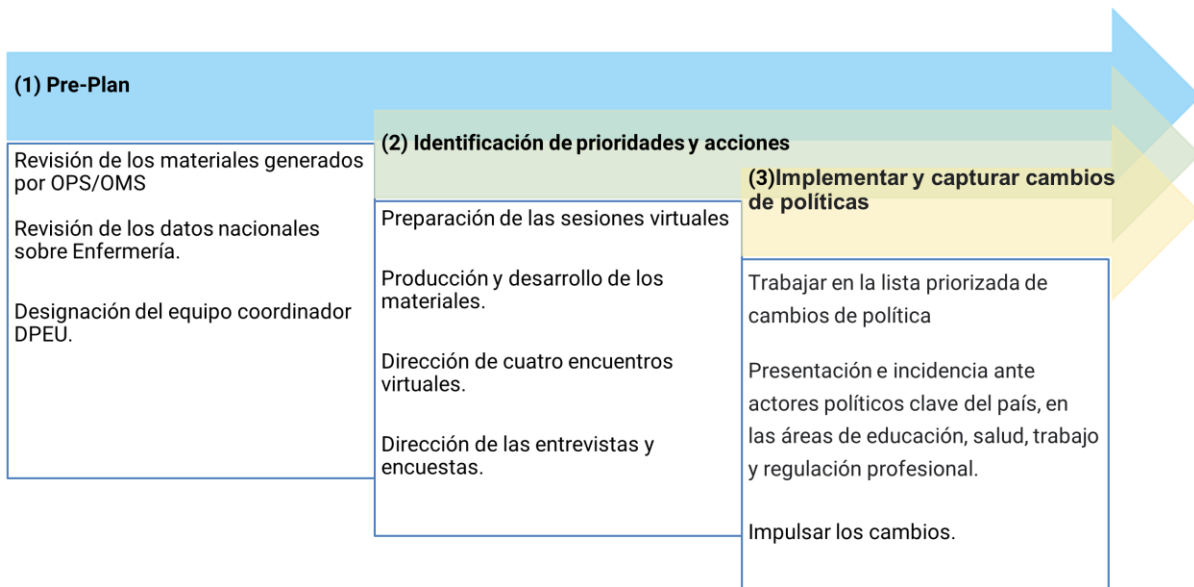 (1) Pre-Plan
Revisión de los materiales generados
por OPS/OMS
Revisión de los datos nacionales
sobre Enfermería.
Designación del equipo coordinador
DPEU.
(2) Identificación de prioridades y acciones
Preparación de las sesiones virtuales
Producción y desarrollo de los
materiales.
Dirección de cuatro encuentros
virtuales.
Dirección de las entrevistas y
encuestas.
(3)Implementar y capturar cambios
de políticas
Trabajar en la lista priorizada de
cambios de política
Presentación e incidencia ante
actores políticos clave del país, en
las áreas de educación, salud, trabajo
y regulación profesional.
Impulsar los cambios.